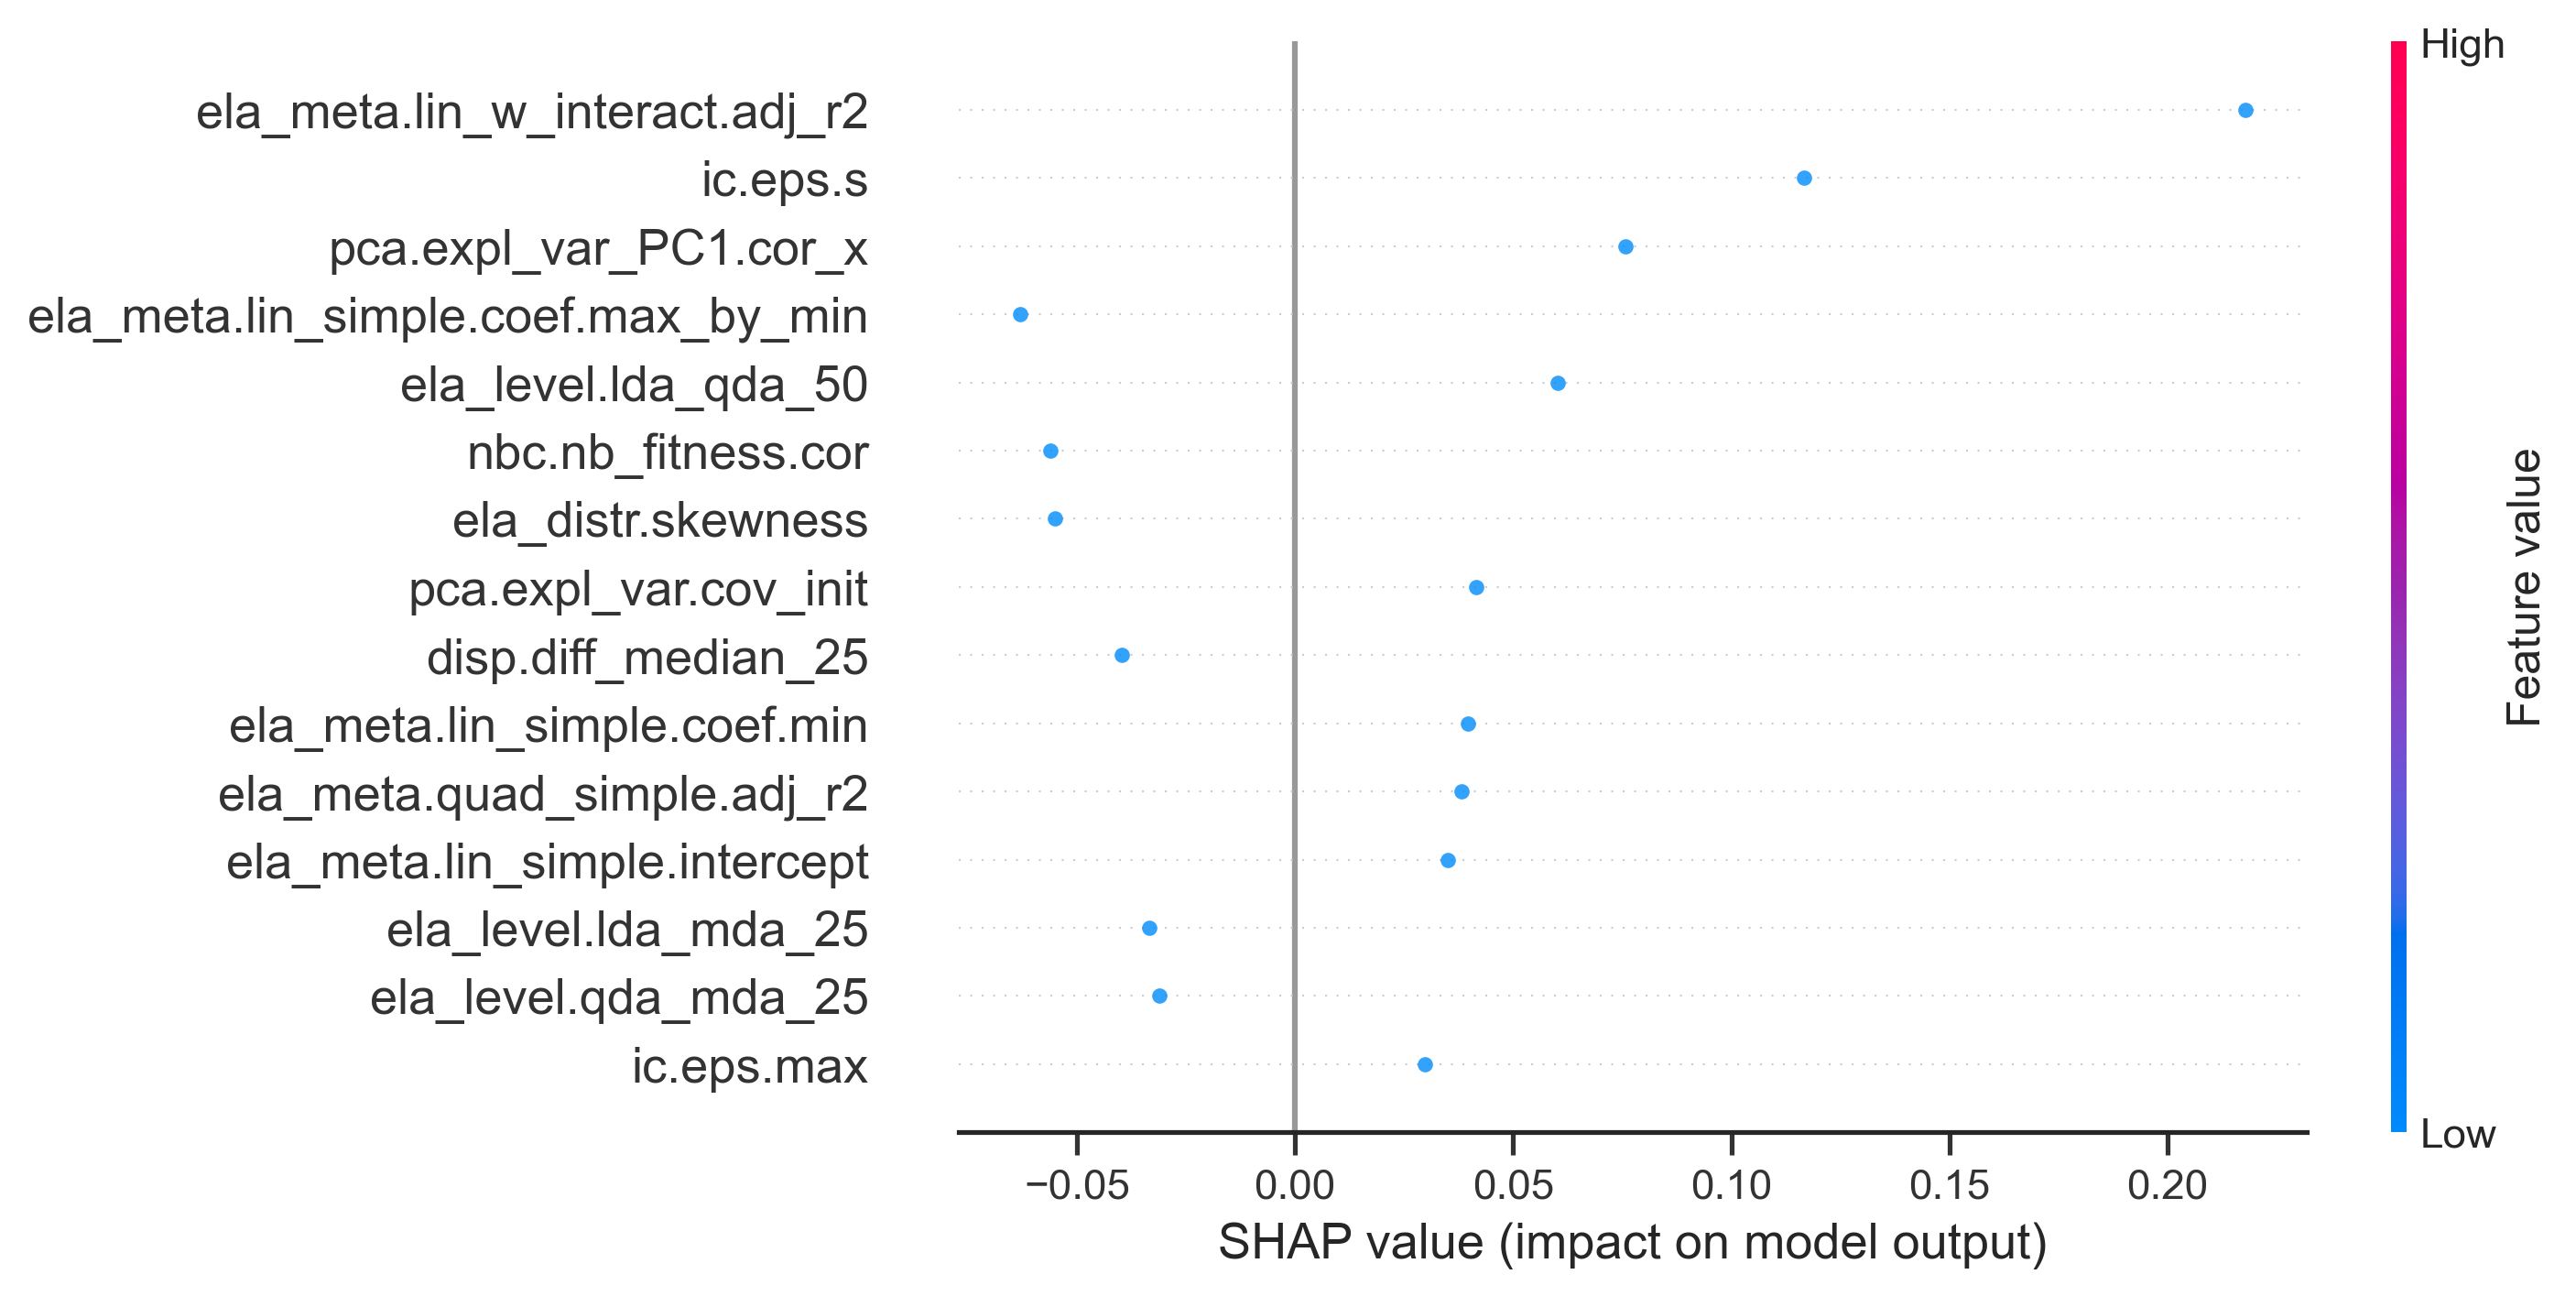 High
ela_meta.lin_w_interact.adj_r2
ic.eps.s
pca.expl_var_PC1.cor_x
ela_meta.lin_simple.coef.max_by_min
ela_level.lda_qda_50
nbc.nb_fitness.cor
ela_distr.skewness
pca.expl_var.cov_init
disp.diff_median_25
ela_meta.lin_simple.coef.min
ela_meta.quad_simple.adj_r2
ela_meta.lin_simple.intercept
ela_level.lda_mda_25
ela_level.qda_mda_25
ic.eps.max
Feature value
Low
−0.05 0.00 0.05 0.10 0.15 0.20
SHAP value (impact on model output)